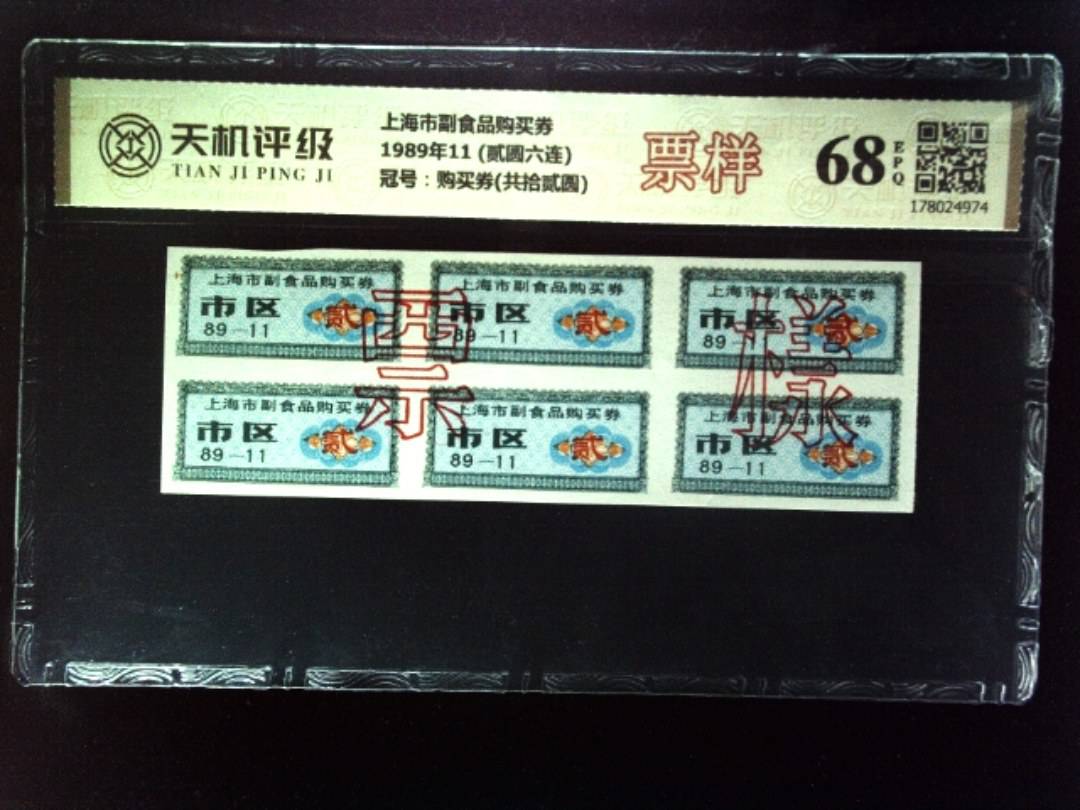 天机评级
TIAN JI PING JI
上海市副食品购买券
1989年11 (贰圆六连)
冠号：购买券(共拾贰圆)
票样
68
EPQ
178024974
上海市副食品购买券
市区
贰
89—11
上海市副食品购买券
市区
贰
89—11
上海市副食品购买券
市区
贰
89—
上海市副食品购买券
市区
贰
89—11
上海市副食品购买券
市区
贰
89—11
上海市副食品购买券
市区
贰
89—11
票样